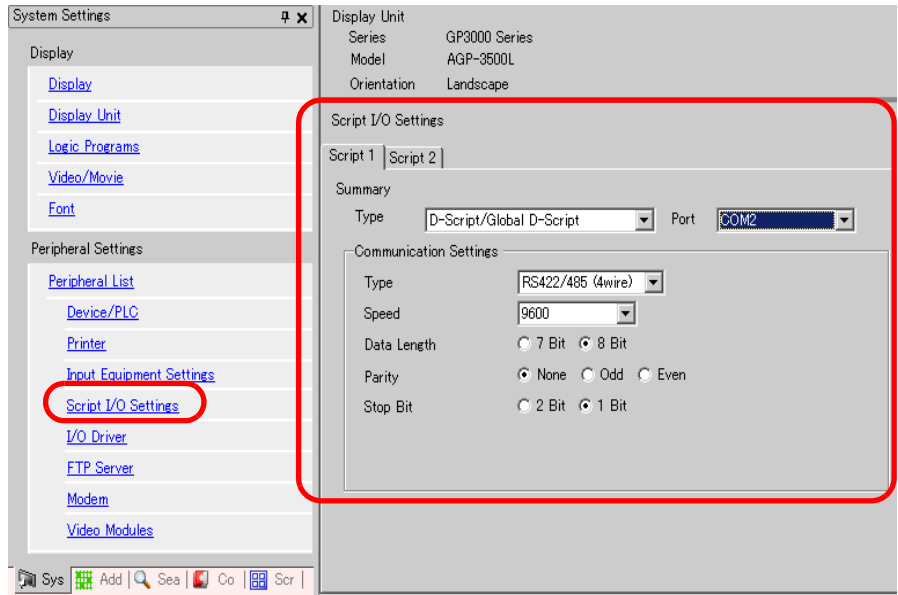 System Settings
Display
Display
Display Unit
Logic Programs
Video/Movie
Font
Peripheral Settings
Peripheral List
Device/PLC
Printer
Input Equipment Settings
Script I/O Settings
I/O Driver
FTP Server
Modem
Video Modules
Sys Add Sea Co Scr
Display Unit
Series GP3000 Series
Model AGP-3500L
Orientation Landscape
Script I/O Settings
Script 1 Script 2
Summary
Type D-Script/Global D-Script Port COM2
Communication Settings
Type RS422/485 (4wire)
Speed 9600
Data Length 7 Bit 8 Bit
Parity None Odd Even
Stop Bit 2 Bit 1 Bit